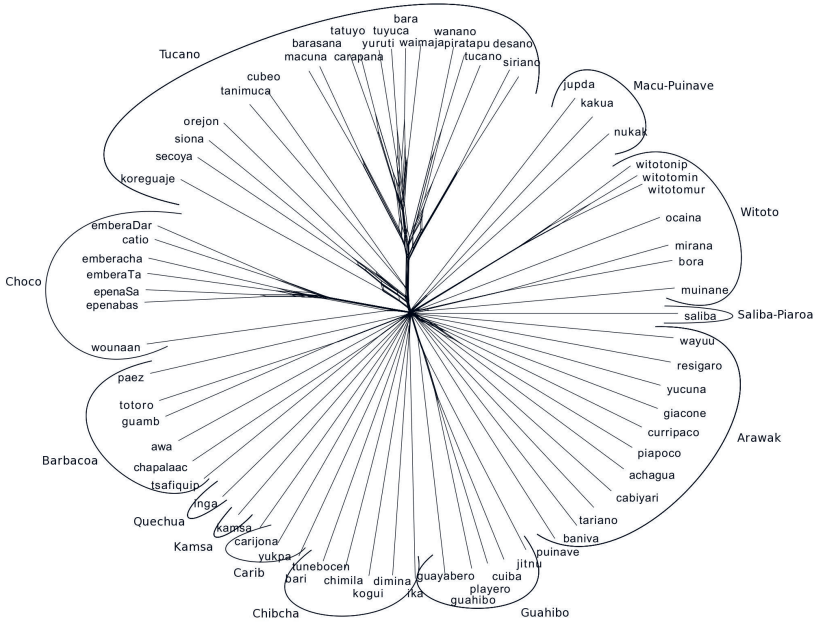 bara
tatuyo tuyuca wanano
barasana yuruti waimaja piratapu desano
macuna carapana tucano
siriano
Tucano
cubeo
tanimuca
orejon
siona
secoya
koreguaje
jupda
Macu-Puinave
kakua
nukak
witotonip
witotomin
witotomur
Witoto
ocaina
mirana
bora
muinane
saliba
Saliba-Piaroa
emberaDar
catio
emberacha
emberaTa
Choco
epenaSa
epenabas
wounaan
wayuu
resigaro
yucuna
giacone
curripaco
Arawak
piapoco
achagua
cabiyari
tariano
baniva
puinave
paez
totoro
guamb
awa
Barbacoa
chapalaac
tsafiquip
inga
Quechua
kamsa
Kamsa
carijona
yukpa
Carib
tunebocen
bari
chimila
kogui
dimina
ika
Chibcha
guayabero
guahibo
playero
cuiba
jitnu
Guahibo